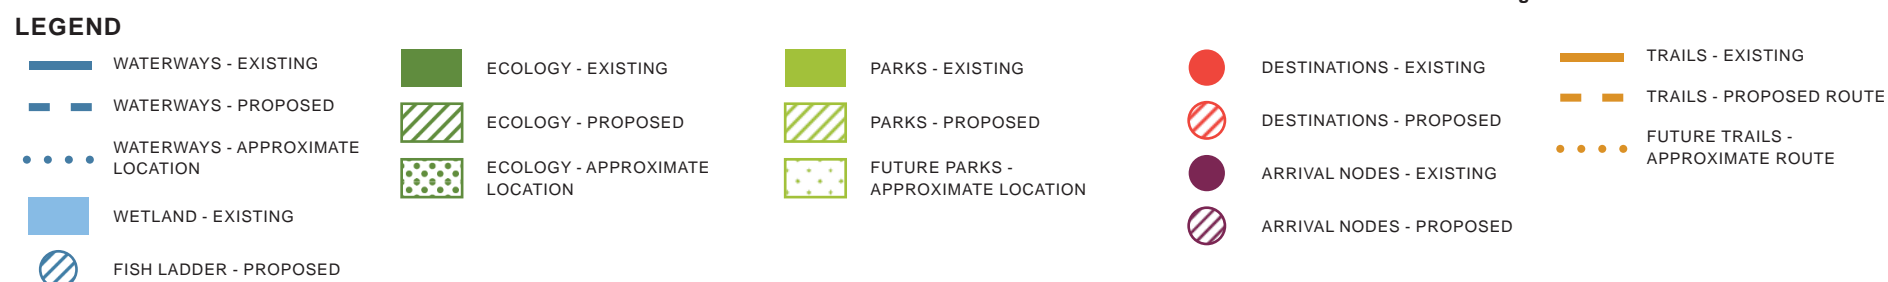 LEGEND
WATERWAYS - EXISTING
WATERWAYS - PROPOSED
WATERWAYS - APPROXIMATE
LOCATION
WETLAND - EXISTING
FISH LADDER - PROPOSED
ECOLOGY - EXISTING
ECOLOGY - PROPOSED
ECOLOGY - APPROXIMATE
LOCATION
PARKS - EXISTING
PARKS - PROPOSED
FUTURE PARKS -
APPROXIMATE LOCATION
DESTINATIONS - EXISTING
DESTINATIONS - PROPOSED
ARRIVAL NODES - EXISTING
ARRIVAL NODES - PROPOSED
TRAILS - EXISTING
TRAILS - PROPOSED ROUTE
FUTURE TRAILS -
APPROXIMATE ROUTE